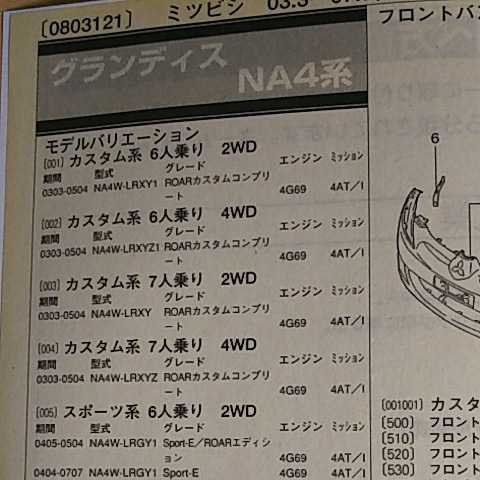 〔0803121〕 ミツビシ 03.5
グランディス
NA4系
モデルバリエーション
〔001〕 カスタム系 6人乗り 2WD
期間 型式 グレード エンジン ミッション
0303-0504 NA4W-LRXY1 ROARカスタムコンプリ
ート 4G69 4AT/I
〔002〕 カスタム系 6人乗り 4WD
期間 型式 グレード エンジン ミッション
0303-0504 NA4W-LRXYZ1 ROARカスタムコンプリ
ート 4G69 4AT/I
〔003〕 カスタム系 7人乗り 2WD
期間 型式 グレード エンジン ミッション
0303-0504 NA4W-LRXY ROARカスタムコンプリ
ート 4G69 4AT/I
〔004〕 カスタム系 7人乗り 4WD
期間 型式 グレード エンジン ミッション
0303-0504 NA4W-LRXYZ ROARカスタムコンプリ
ート 4G69 4AT/I
〔005〕 スポーツ系 6人乗り 2WD
期間 型式 グレード エンジン ミッション
0405-0504 NA4W-LRGY1 Sport-E/ROARエディシ
ョン 4G69 4AT/I
0404-0707 NA4W-LRGY1 Sport-E 4G69 4AT/I
フロントバ
6
〔001001〕 カスタ
〔500〕 フロント
〔510〕 フロント
〔520〕 フロント
〔530〕 フロント